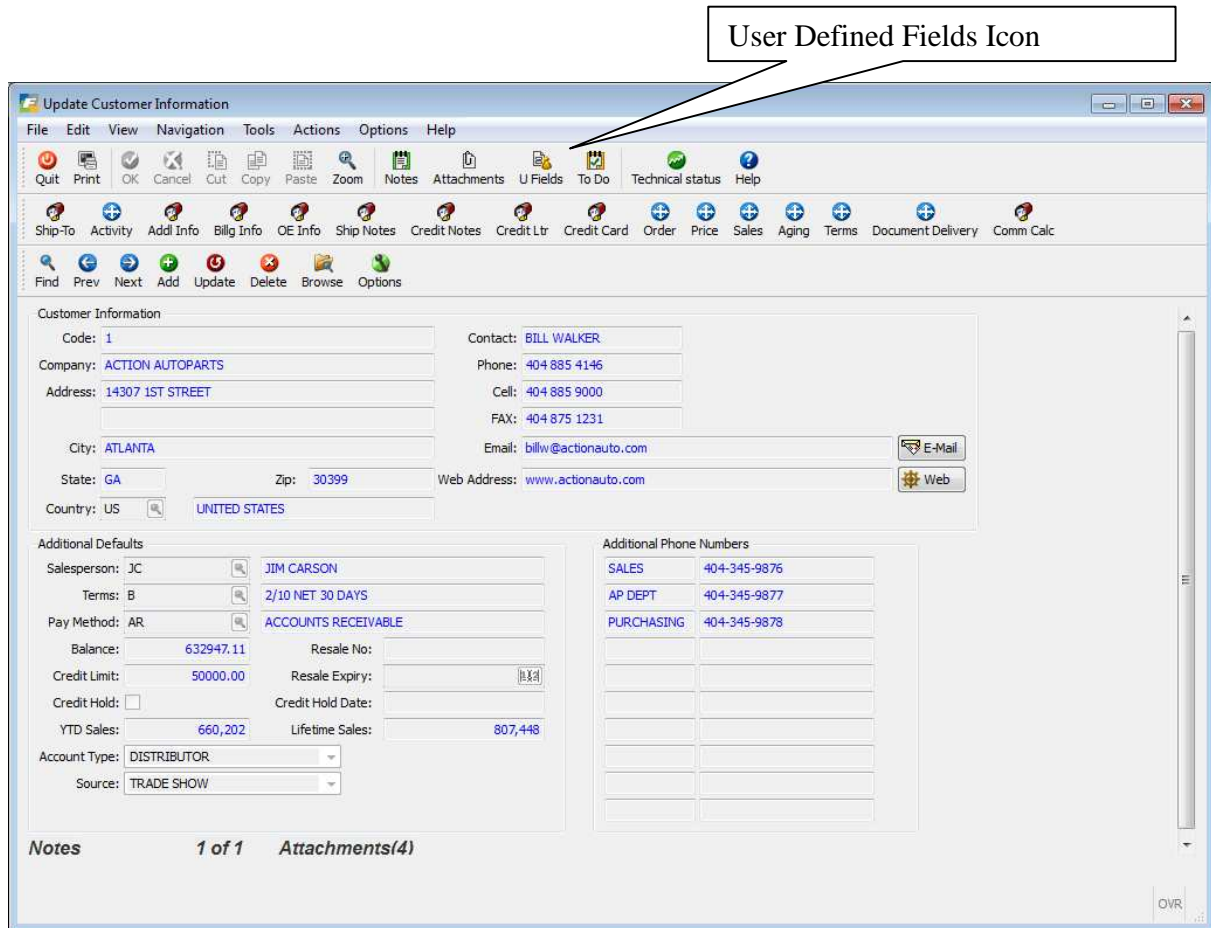 User Defined Fields Icon
Update Customer Information
File Edit View Navigation Tools Actions Options Help
Quit Print OK Cancel Cut Copy Paste Zoom Notes Attachments U Fields To Do Technical status Help
Ship-To Activity Addl Info Billg Info OE Info Ship Notes Credit Notes Credit Ltr Credit Card Order Price Sales Aging Terms Document Delivery Comm Calc
Find Prev Next Add Update Delete Browse Options
Customer Information
Code: 1 Contact: BILL WALKER
Company: ACTION AUTOPARTS Phone: 404 885 4146
Address: 14307 1ST STREET Cell: 404 885 9000
FAX: 404 875 1231
City: ATLANTA Email: billw@actionauto.com E-Mail
State: GA Zip: 30399 Web Address: www.actionauto.com Web
Country: US UNITED STATES
Additional Defaults Additional Phone Numbers
Salesperson: JC JIM CARSON SALES 404-345-9876
Terms: B 2/10 NET 30 DAYS AP DEPT 404-345-9877
Pay Method: AR ACCOUNTS RECEIVABLE PURCHASING 404-345-9878
Balance: 632947.11 Resale No:
Credit Limit: 50000.00 Resale Expiry:
Credit Hold: Credit Hold Date:
YTD Sales: 660,202 Lifetime Sales: 807,448
Account Type: DISTRIBUTOR
Source: TRADE SHOW
Notes 1 of 1 Attachments(4)
OVR